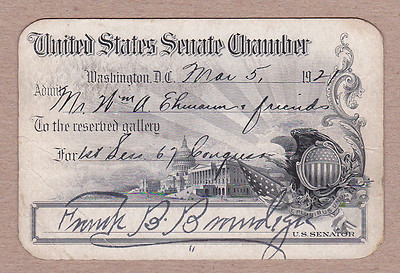 United States Senate Chamber
Washington, D.C. Mar 5, 1921
Admit
Mr Wm A Ehmann & friends
To the reserved gallery
For 1st Sess 67 Congress
Frank B. Brandegee
U.S. SENATOR